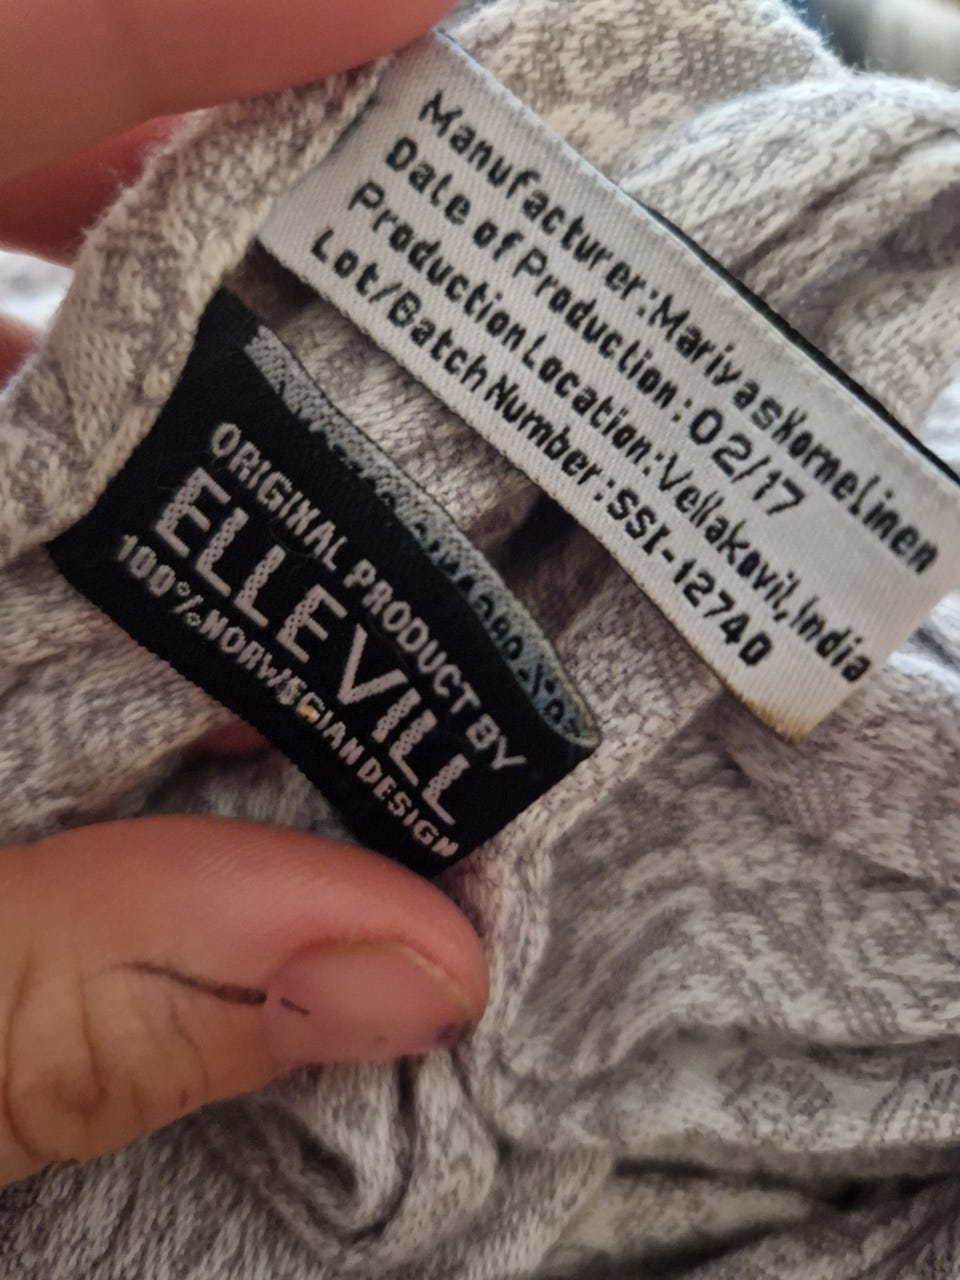 Manufacturer:MariyasHomelinen
Date of Production: 02/17
Production Location:Vellakovil,India
Lot/Batch Number:SSI-12740
ORIGINAL PRODUCT BY
ELLEVILL
100% NORWEGIAN DESIGN